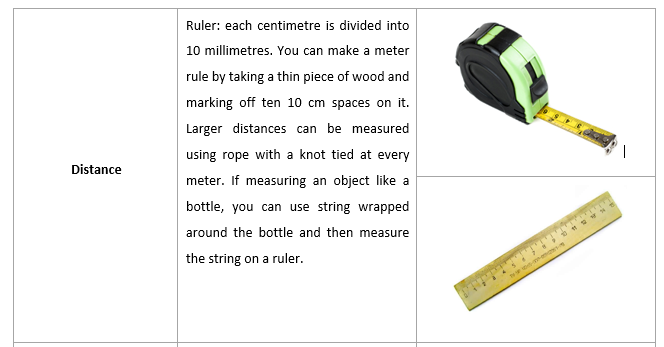 Distance
Ruler: each centimetre is divided into
10 millimetres. You can make a meter
rule by taking a thin piece of wood and
marking off ten 10 cm spaces on it.
Larger distances can be measured
using rope with a knot tied at every
meter. If measuring an object like a
bottle, you can use string wrapped
around the bottle and then measure
the string on a ruler.